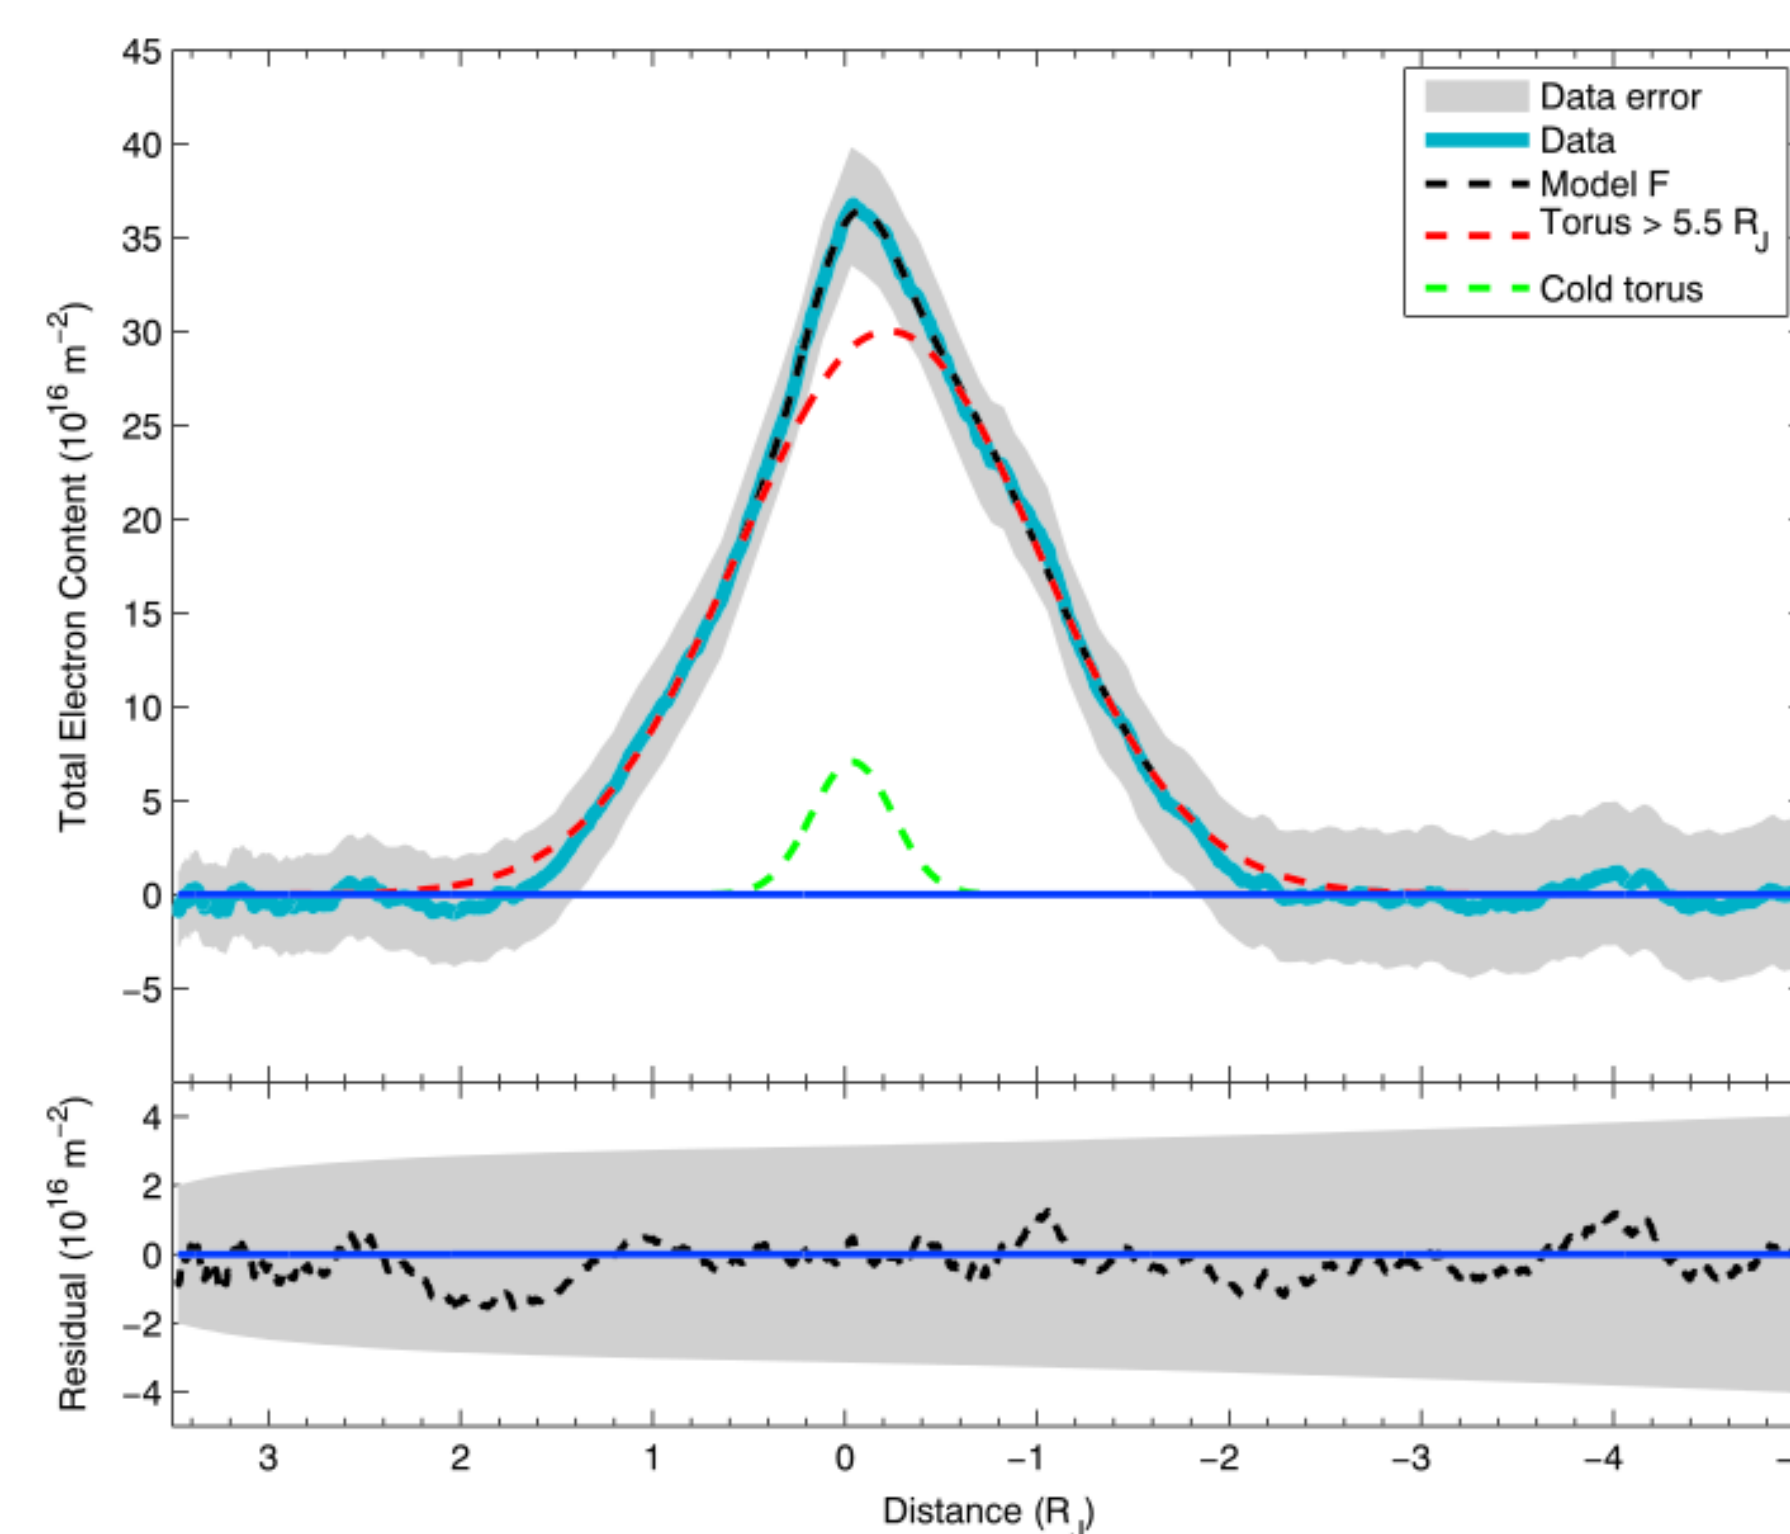 45
40
35
30
25
20
15
10
5
0
−5
Total Electron Content (10^16 m^−2)
Data error
Data
Model F
Torus > 5.5 R_J
Cold torus
4
2
0
−2
−4
Residual (10^16 m^−2)
3 2 1 0 −1 −2 −3 −4 −
Distance (R_J)